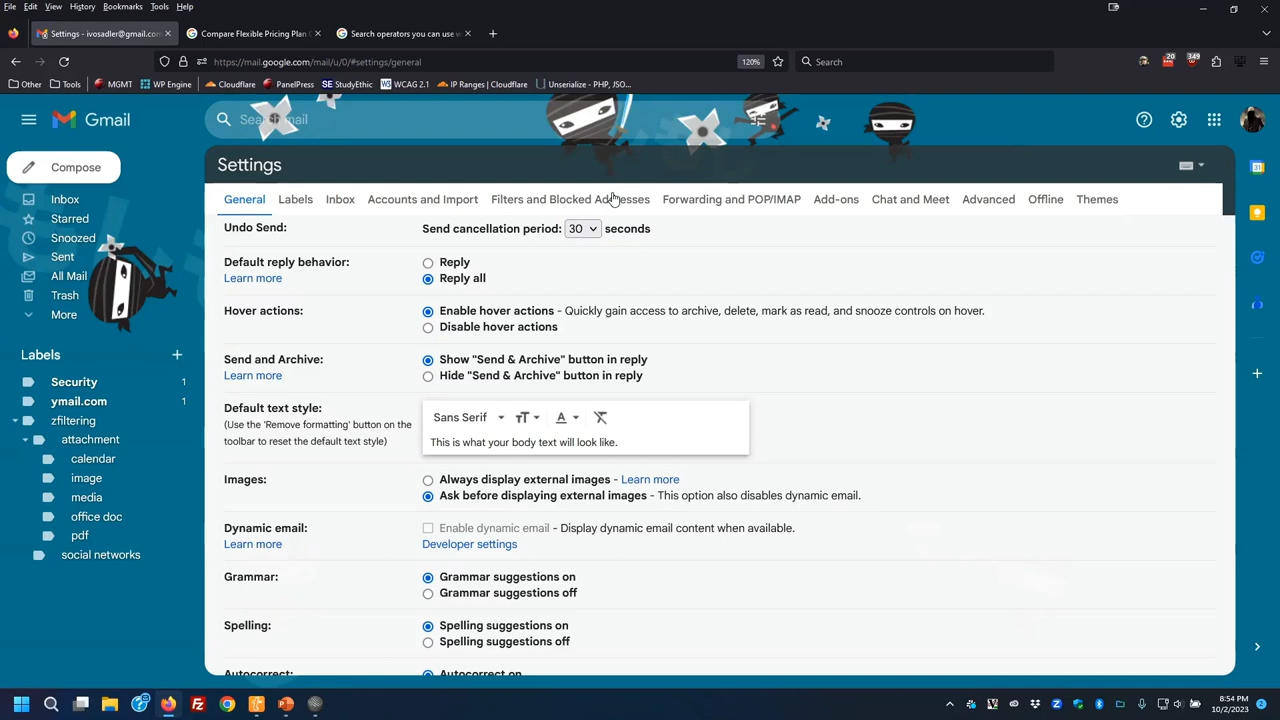 File Edit View History Bookmarks Tools Help
Settings - ivosadler@gmail.com
Compare Flexible Pricing Plan
Search operators you can use w
https://mail.google.com/mail/u/0/#settings/general
120%
Search
20
349
Other
Tools
MGMT
WP Engine
Cloudflare
PanelPress
SE StudyEthic
WCAG 2.1
IP Ranges | Cloudflare
Unserialize - PHP, JSO...
Gmail
Search mail
Compose
Settings
Inbox
Starred
Snoozed
Sent
All Mail
Trash
More
Labels
Security 1
ymail.com 1
zfiltering
attachment
calendar
image
media
office doc
pdf
social networks
General Labels Inbox Accounts and Import Filters and Blocked Addresses Forwarding and POP/IMAP Add-ons Chat and Meet Advanced Offline Themes
Undo Send: Send cancellation period: 30 seconds
Default reply behavior: Reply
Learn more Reply all
Hover actions: Enable hover actions - Quickly gain access to archive, delete, mark as read, and snooze controls on hover.
Disable hover actions
Send and Archive: Show "Send & Archive" button in reply
Learn more Hide "Send & Archive" button in reply
Default text style:
(Use the 'Remove formatting' button on the
toolbar to reset the default text style)
Sans Serif
This is what your body text will look like.
Images: Always display external images - Learn more
Ask before displaying external images - This option also disables dynamic email.
Dynamic email: Enable dynamic email - Display dynamic email content when available.
Learn more Developer settings
Grammar: Grammar suggestions on
Grammar suggestions off
Spelling: Spelling suggestions on
Spelling suggestions off
Autocorrect: Autocorrect on
8:54 PM
10/2/2023